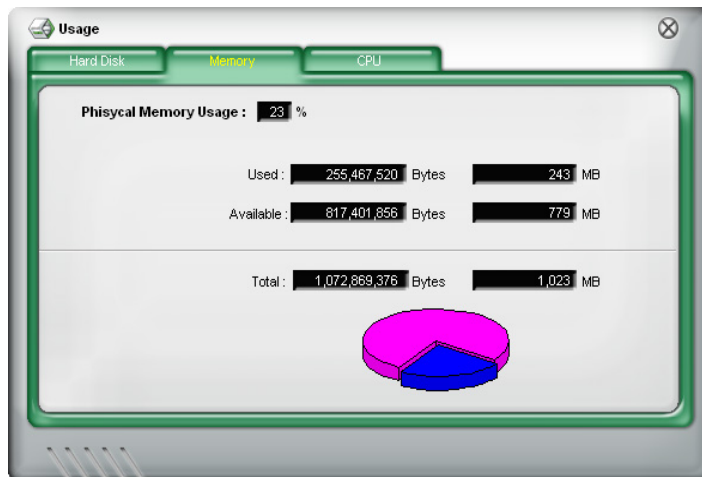 Usage
Hard Disk Memory CPU
Phisycal Memory Usage : 23 %
Used : 255,467,520 Bytes 243 MB
Available : 817,401,856 Bytes 779 MB
Total : 1,072,869,376 Bytes 1,023 MB